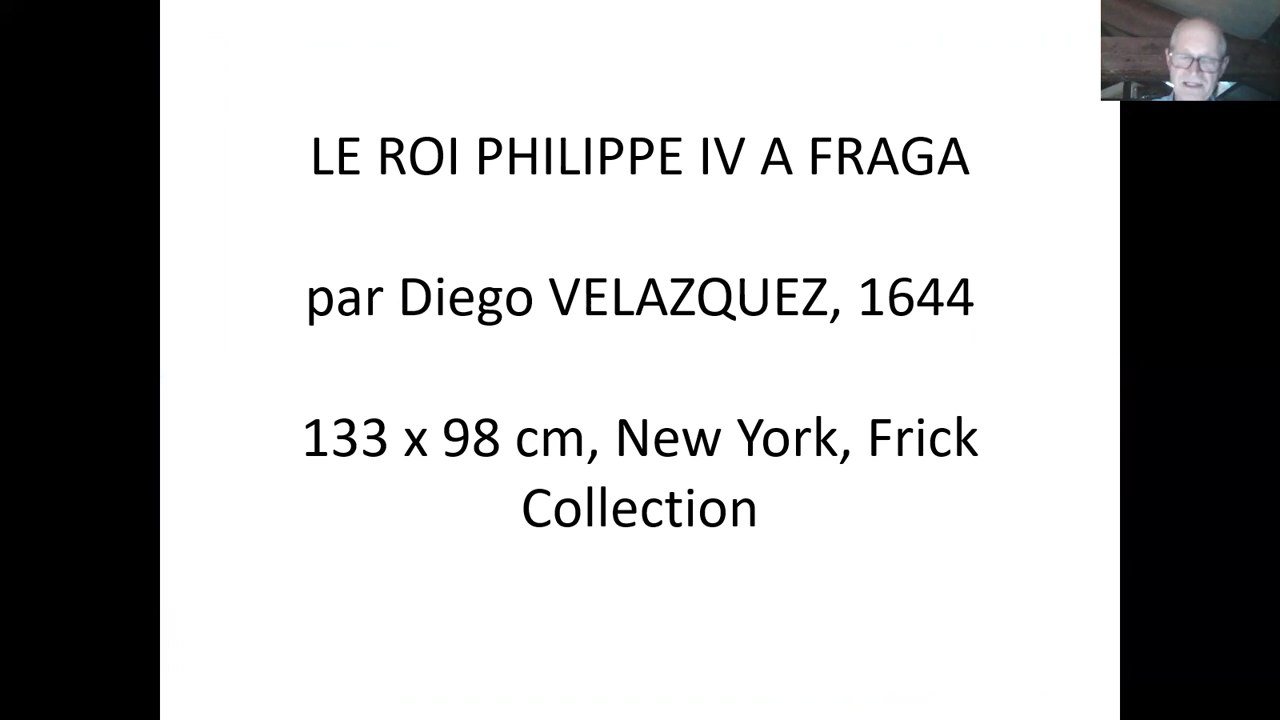 LE ROI PHILIPPE IV A FRAGA
par Diego VELAZQUEZ, 1644
133 x 98 cm, New York, Frick
Collection